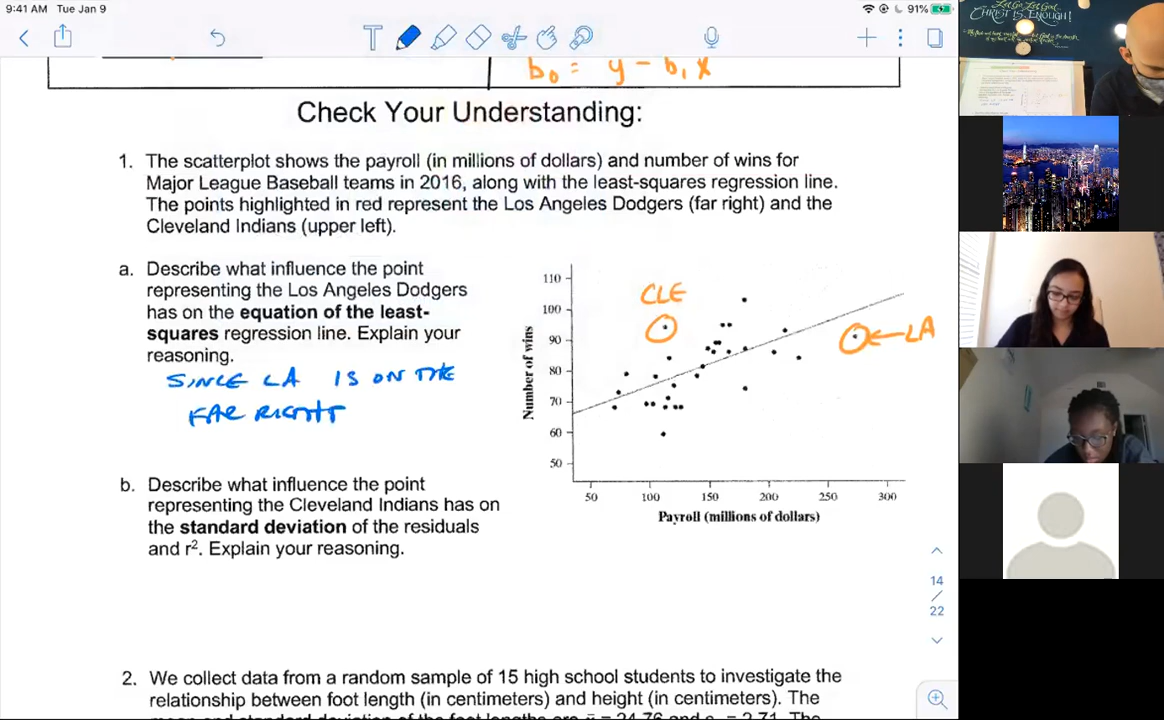 9:41 AM Tue Jan 9
91%
b₀ = y - b₁ x
Check Your Understanding:
1. The scatterplot shows the payroll (in millions of dollars) and number of wins for
Major League Baseball teams in 2016, along with the least-squares regression line.
The points highlighted in red represent the Los Angeles Dodgers (far right) and the
Cleveland Indians (upper left).
a. Describe what influence the point
representing the Los Angeles Dodgers
has on the equation of the least-
squares regression line. Explain your
reasoning.
SINCE LA IS ON THE
FAR RIGHT
110
100
90
80
70
60
50
Number of wins
CLE
LA
50 100 150 200 250 300
Payroll (millions of dollars)
b. Describe what influence the point
representing the Cleveland Indians has on
the standard deviation of the residuals
and r². Explain your reasoning.
14
/
22
2. We collect data from a random sample of 15 high school students to investigate the
relationship between foot length (in centimeters) and height (in centimeters). The
Let Go, Let God
CHRIST IS ENOUGH!